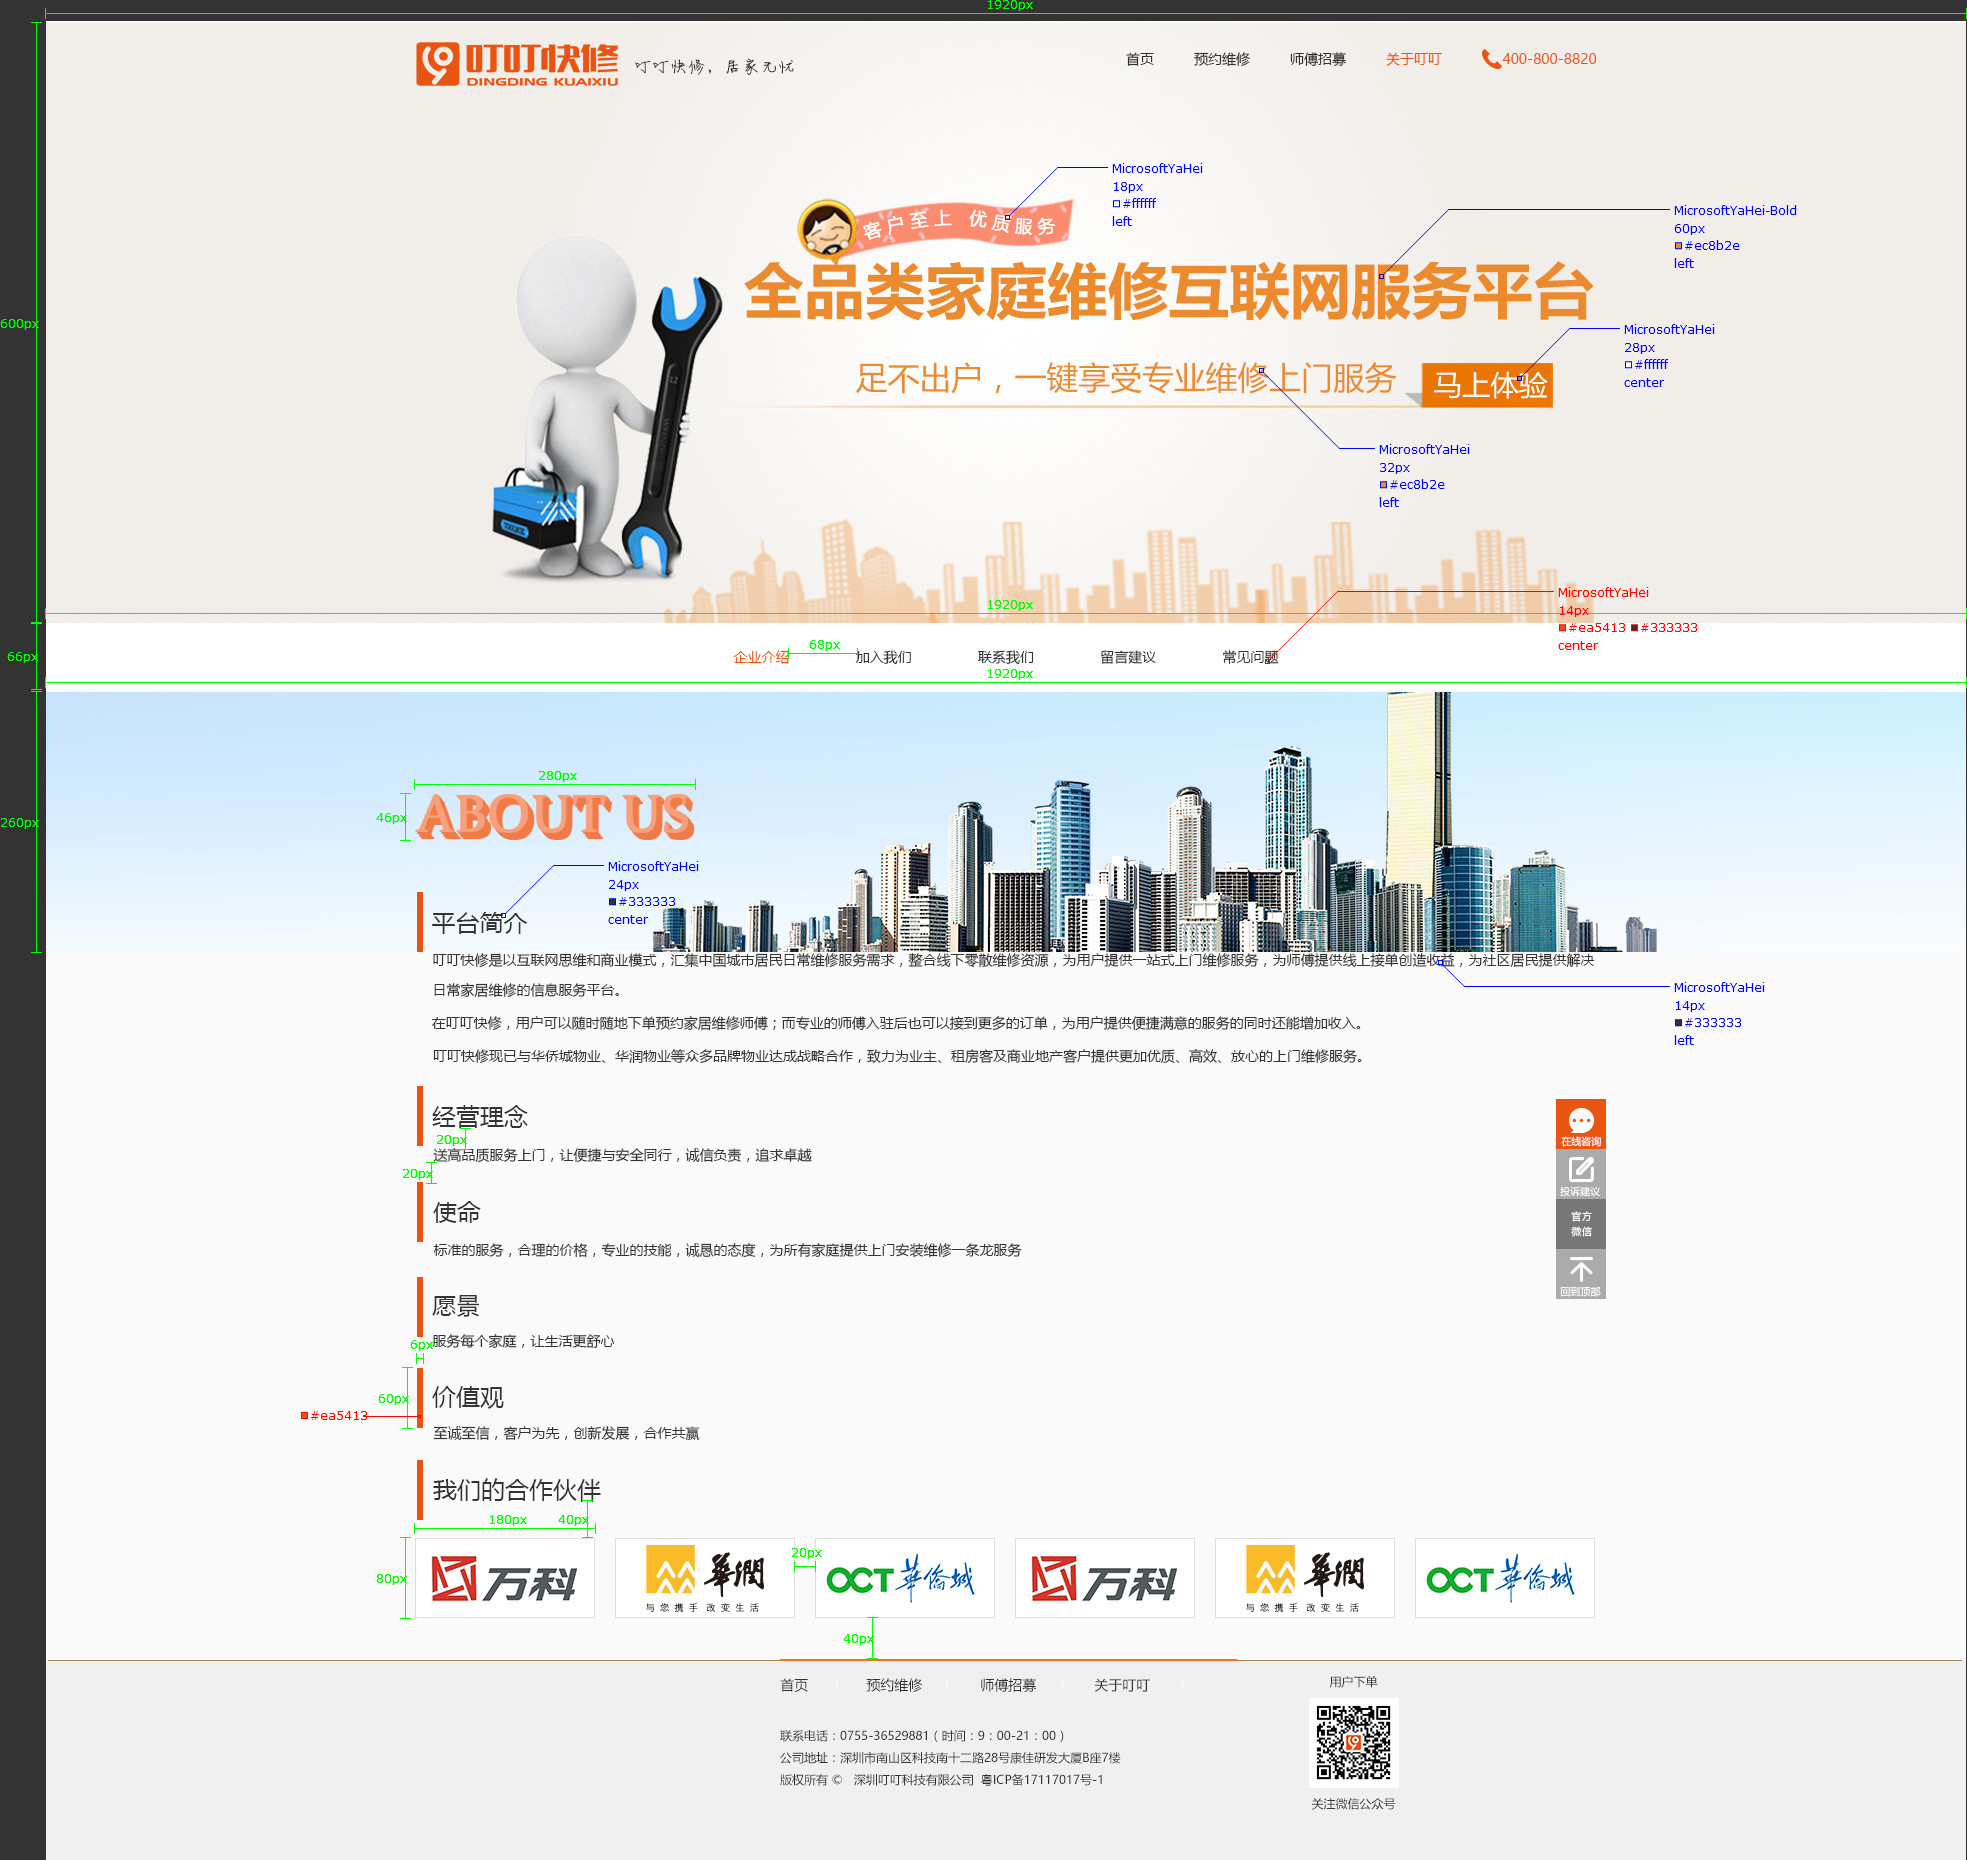 1920px
叮叮快修
DINGDING KUAIXIU
叮叮快修，居家无忧
首页
预约维修
师傅招募
关于叮叮
400-800-8820
MicrosoftYaHei
18px
#ffffff
left
客户至上 优质服务
MicrosoftYaHei-Bold
60px
#ec8b2e
left
全品类家庭维修互联网服务平台
12
600px
MicrosoftYaHei
28px
#ffffff
center
足不出户，一键享受专业维修上门服务
马上体验
MicrosoftYaHei
32px
#ec8b2e
left
1920px
MicrosoftYaHei
14px
#ea5413 #333333
center
66px
68px
企业介绍
加入我们
联系我们
留言建议
常见问题
1920px
280px
46px
ABOUT US
260px
MicrosoftYaHei
24px
#333333
center
平台简介
叮叮快修是以互联网思维和商业模式，汇集中国城市居民日常维修服务需求，整合线下零散维修资源，为用户提供一站式上门维修服务，为师傅提供线上接单创造收益，为社区居民提供解决
日常家居维修的信息服务平台。
MicrosoftYaHei
14px
#333333
left
在叮叮快修，用户可以随时随地下单预约家居维修师傅；而专业的师傅入驻后也可以接到更多的订单，为用户提供便捷满意的服务的同时还能增加收入。
叮叮快修现已与华侨城物业、华润物业等众多品牌物业达成战略合作，致力为业主、租房客及商业地产客户提供更加优质、高效、放心的上门维修服务。
经营理念
20px
送高品质服务上门，让便捷与安全同行，诚信负责，追求卓越
20px
在线咨询
投诉建议
官方
微信
回到顶部
使命
标准的服务，合理的价格，专业的技能，诚恳的态度，为所有家庭提供上门安装维修一条龙服务
愿景
服务每个家庭，让生活更舒心
6px
60px
价值观
#ea5413
至诚至信，客户为先，创新发展，合作共赢
我们的合作伙伴
180px
40px
80px
20px
万科
華潤
与您携手 改变生活
OCT華僑城
万科
華潤
与您携手 改变生活
OCT華僑城
40px
首页
预约维修
师傅招募
关于叮叮
用户下单
联系电话：0755-36529881（时间：9：00-21：00）
公司地址：深圳市南山区科技南十二路28号康佳研发大厦B座7楼
版权所有 © 深圳叮叮科技有限公司 粤ICP备17117017号-1
关注微信公众号